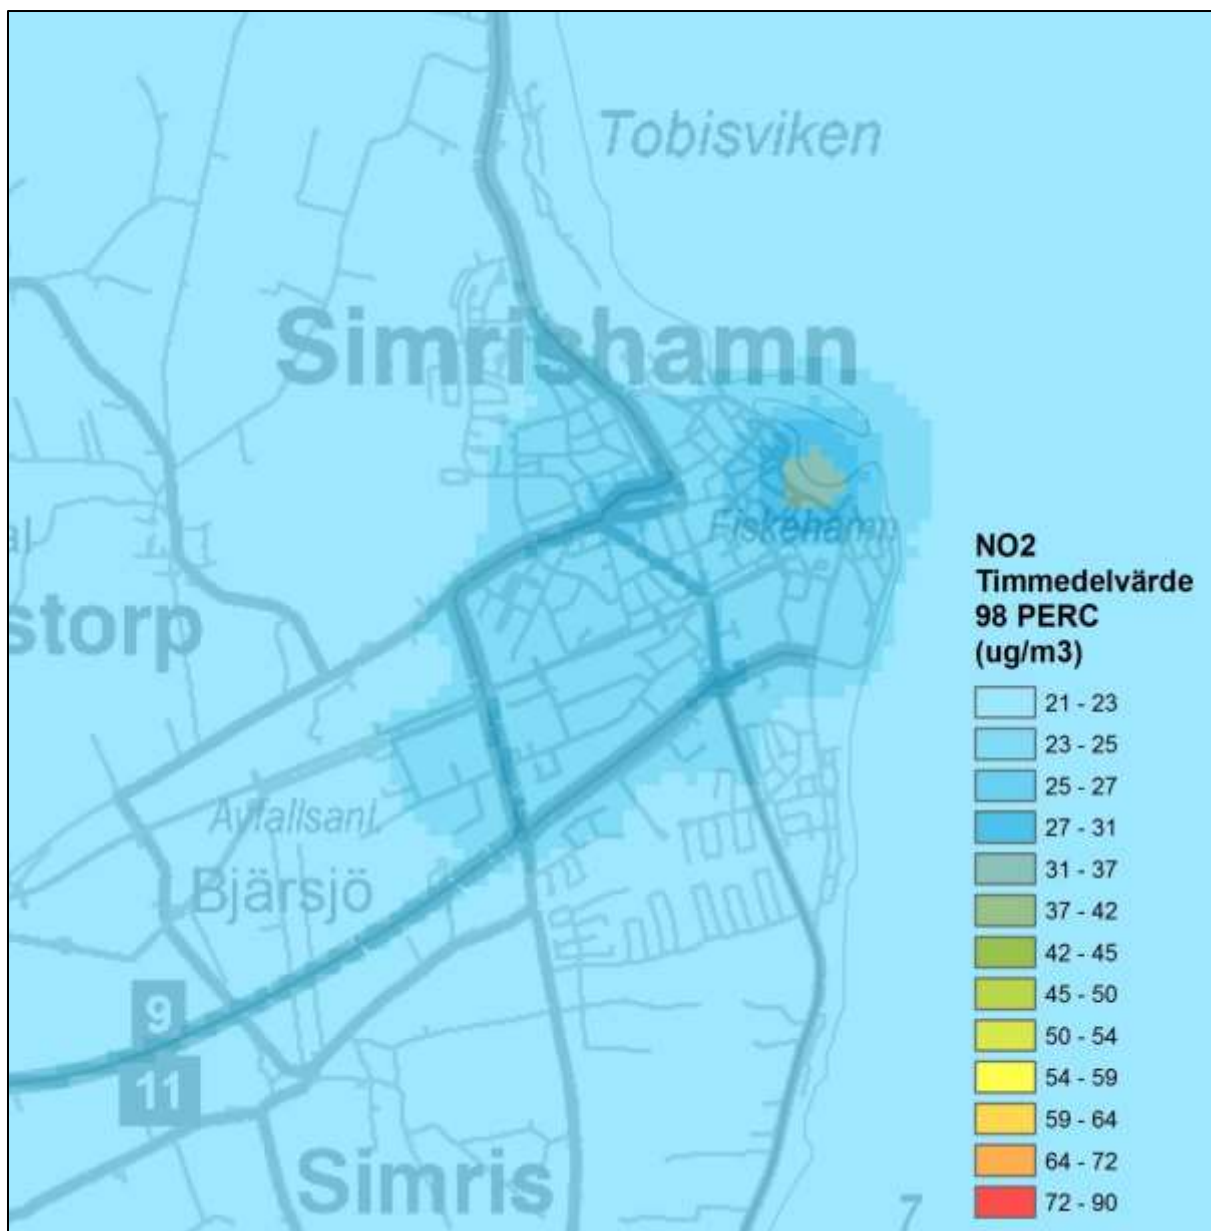 Tobisviken
Simrishamn
Fiskehamn
al
storp
Avfallsanl.
Bjärsjö
9
11
Simris
7
NO2
Timmedelvärde
98 PERC
(ug/m3)
21 - 23
23 - 25
25 - 27
27 - 31
31 - 37
37 - 42
42 - 45
45 - 50
50 - 54
54 - 59
59 - 64
64 - 72
72 - 90